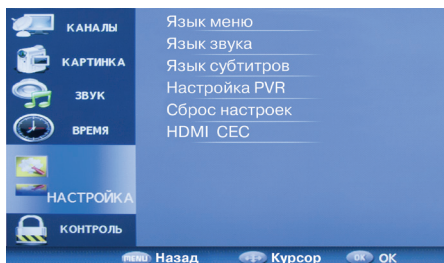 КАНАЛЫ
КАРТИНКА
ЗВУК
ВРЕМЯ
НАСТРОЙКА
КОНТРОЛЬ
Язык меню
Язык звука
Язык субтитров
Настройка PVR
Сброс настроек
HDMI CEC
MENU Назад Курсор OK OK